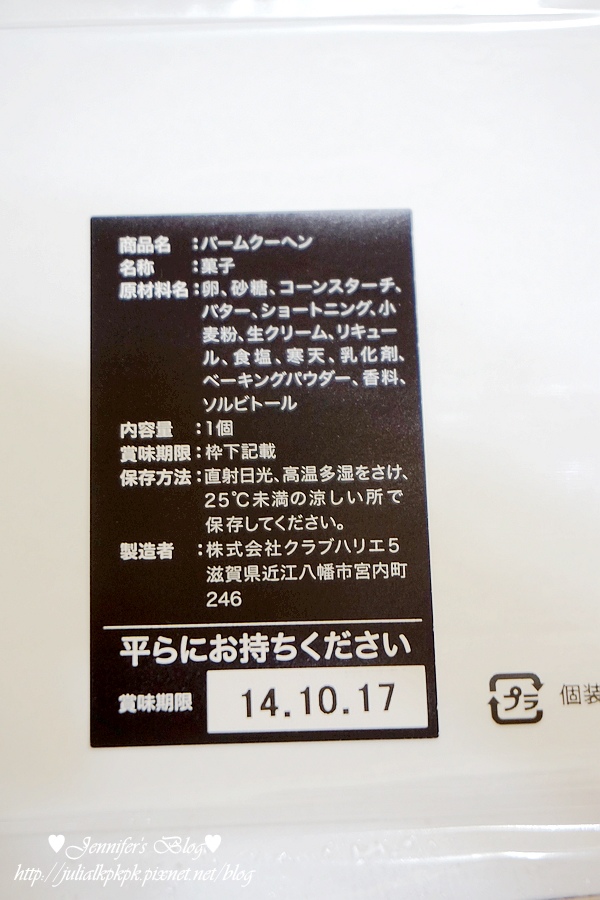 商品名 :バームクーヘン
名称 :菓子
原材料名:卵、砂糖、コーンスターチ、
バター、ショートニング、小
麦粉、生クリーム、リキュー
ル、食塩、寒天、乳化剤、
ベーキングパウダー、香料、
ソルビトール
内容量 :1個
賞味期限:枠下記載
保存方法:直射日光、高温多湿をさけ、
25℃未満の涼しい所で
保存してください。
製造者 :株式会社クラブハリエ5
滋賀県近江八幡市宮内町
246
平らにお持ちください
賞味期限 14.10.17
プラ 個装
♥ Jennifer's Blog.♥
http://julialkpkpk.pixnet.net/blog